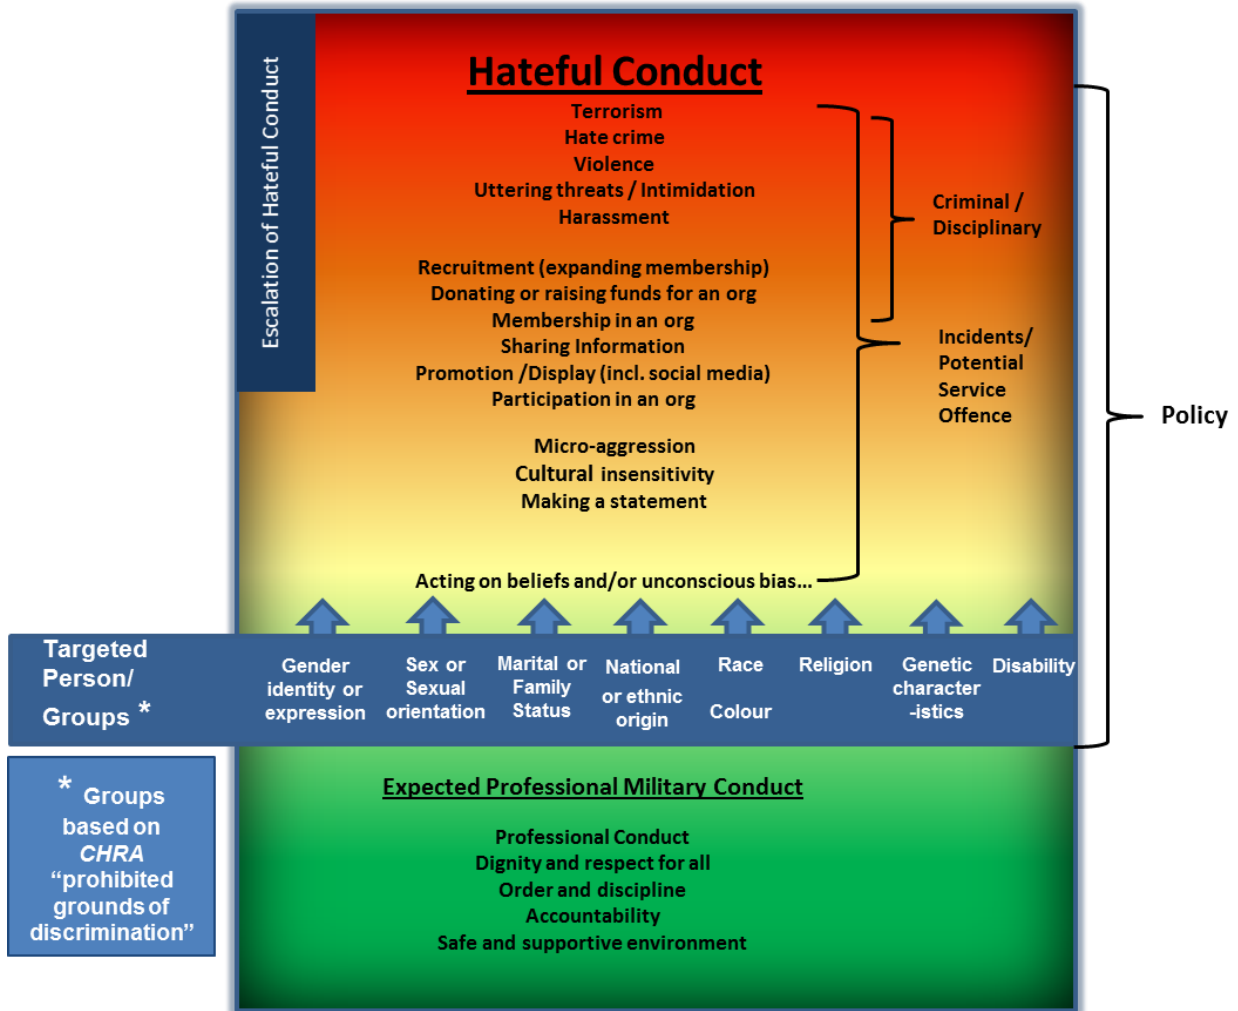 Escalation of Hateful Conduct
Hateful Conduct
Terrorism
Hate crime
Violence
Uttering threats / Intimidation
Harassment
Recruitment (expanding membership)
Donating or raising funds for an org
Membership in an org
Sharing Information
Promotion /Display (incl. social media)
Participation in an org
Micro-aggression
Cultural insensitivity
Making a statement
Acting on beliefs and/or unconscious bias...
Criminal /
Disciplinary
Incidents/
Potential
Service
Offence
Policy
Targeted
Person/
Groups *
Gender
identity or
expression
Sex or
Sexual
orientation
Marital or
Family
Status
National
or ethnic
origin
Race
Colour
Religion
Genetic
character
-istics
Disability
* Groups
based on
CHRA
“prohibited
grounds of
discrimination”
Expected Professional Military Conduct
Professional Conduct
Dignity and respect for all
Order and discipline
Accountability
Safe and supportive environment